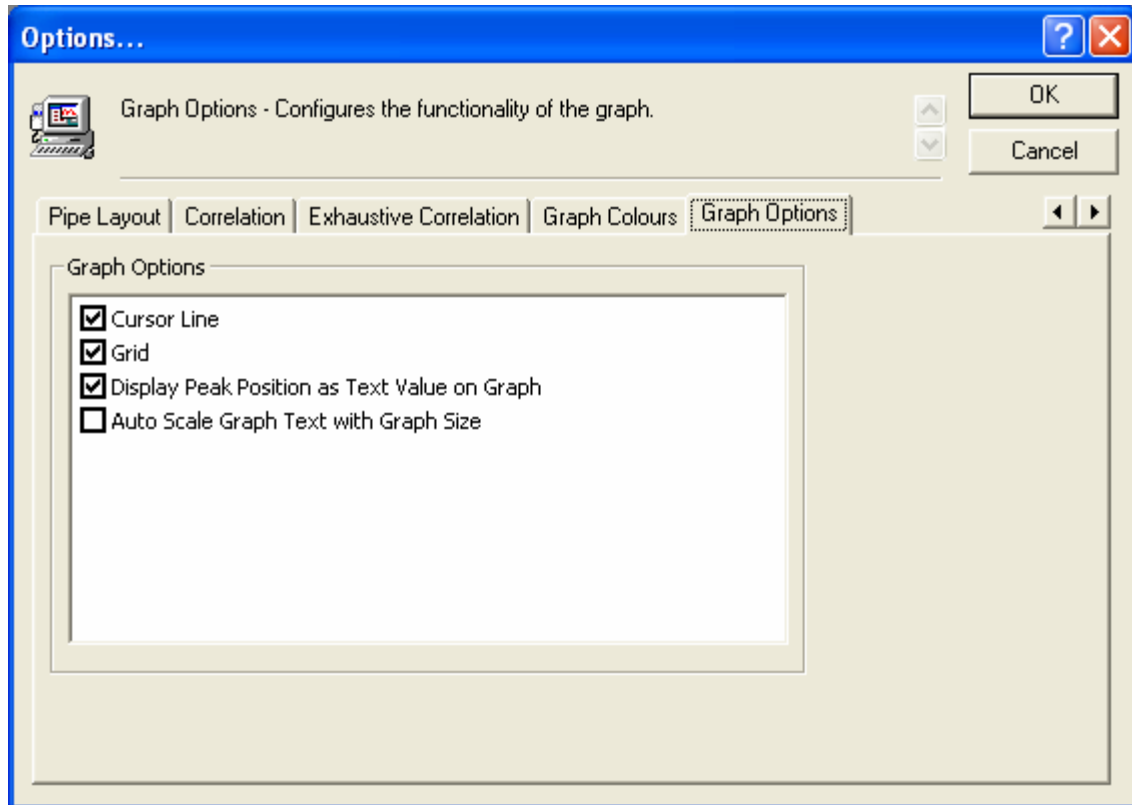 Options...
Graph Options - Configures the functionality of the graph.
OK
Cancel
Pipe Layout Correlation Exhaustive Correlation Graph Colours Graph Options
Graph Options
Cursor Line
Grid
Display Peak Position as Text Value on Graph
Auto Scale Graph Text with Graph Size